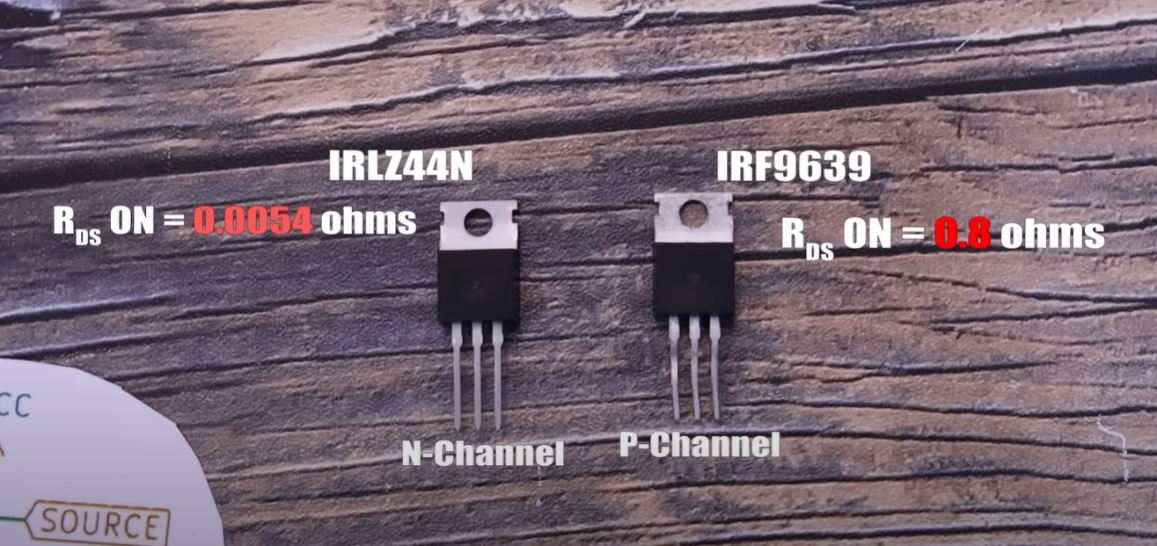 IRLZ44N
IRF9639
RDS ON = 0.0054 ohms
RDS ON = 0.8 ohms
N-Channel
P-Channel
CC
SOURCE